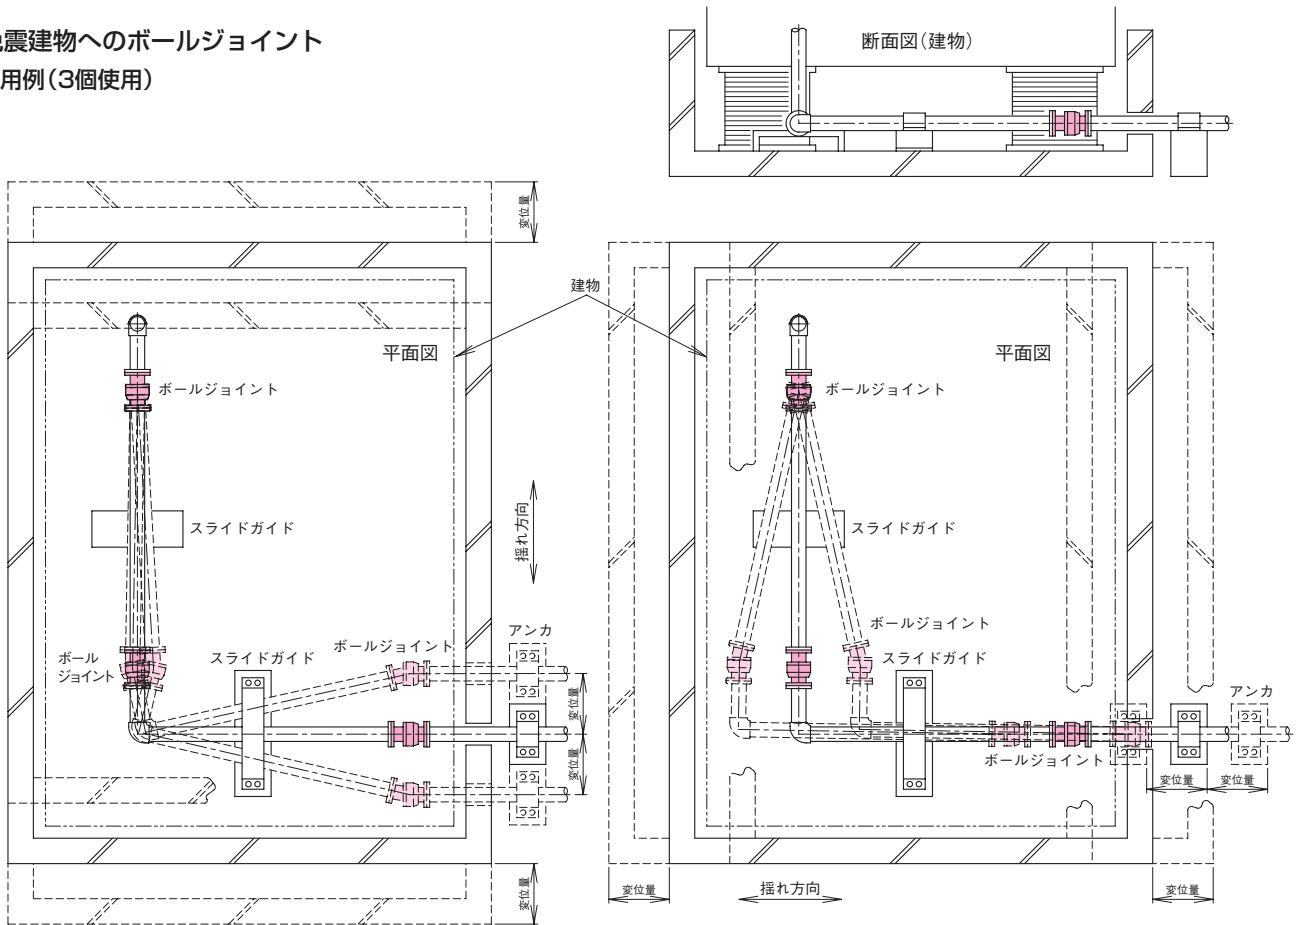 震建物へのボールジョイント
用例(3個使用)
断面図(建物)
変位量
建物
平面図
ボールジョイント
スライドガイド
揺れ方向
アンカ
ボールジョイント
ボール
ジョイント
スライドガイド
変位量
変位量
変位量
平面図
ボールジョイント
スライドガイド
ボールジョイント
スライドガイド
アンカ
ボールジョイント
変位量
変位量
変位量
揺れ方向
変位量